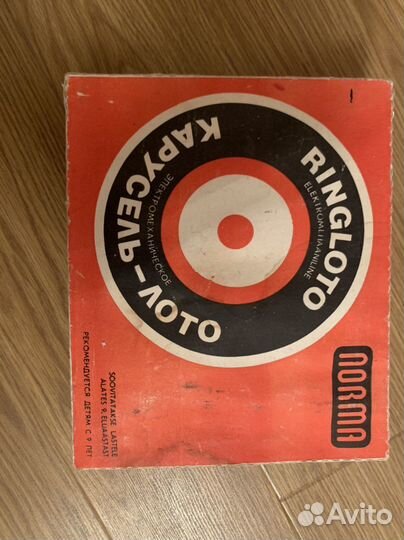 КАРУСЕЛЬ-ЛОТО
ЭЛЕКТРОМЕХАНИЧЕСКОЕ
RINGLOTO
ELEKTROMEHAANILINE
NORMA
SOOVITATAKSE LASTELE
ALATES 9. ELUAASTAST
РЕКОМЕНДУЕТСЯ ДЕТЯМ С 9 ЛЕТ
Avito